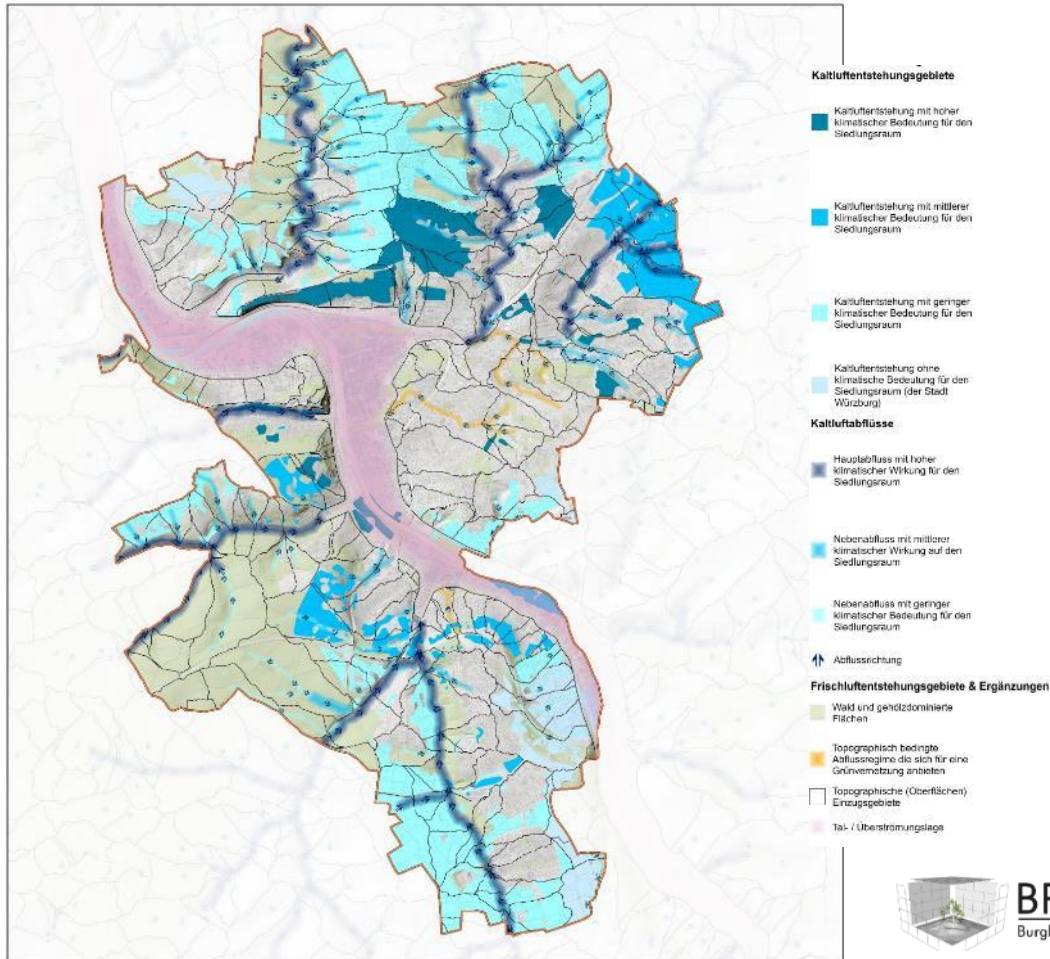 Kaltluftentstehungsgebiete
Kaltluftentstehung mit hoher
klimatischer Bedeutung für den
Siedlungsraum
Kaltluftentstehung mit mittlerer
klimatischer Bedeutung für den
Siedlungsraum
Kaltluftentstehung mit geringer
klimatischer Bedeutung für den
Siedlungsraum
Kaltluftentstehung ohne
klimatische Bedeutung für den
Siedlungsraum (der Stadt
Würzburg)
Kaltluftabflüsse
Hauptabfluss mit hoher
klimatischer Wirkung für den
Siedlungsraum
Nebenabfluss mit mittlerer
klimatischer Wirkung auf den
Siedlungsraum
Nebenabfluss mit geringer
klimatischer Bedeutung für den
Siedlungsraum
Abflussrichtung
Frischluftentstehungsgebiete & Ergänzungen
Wald und gehölzdominierte
Flächen
Topographisch bedingte
Abflussregime die sich für eine
Grünvernetzung anbieten
Topographische (Oberflächen)
Einzugsgebiete
Tal- / Überströmungslage